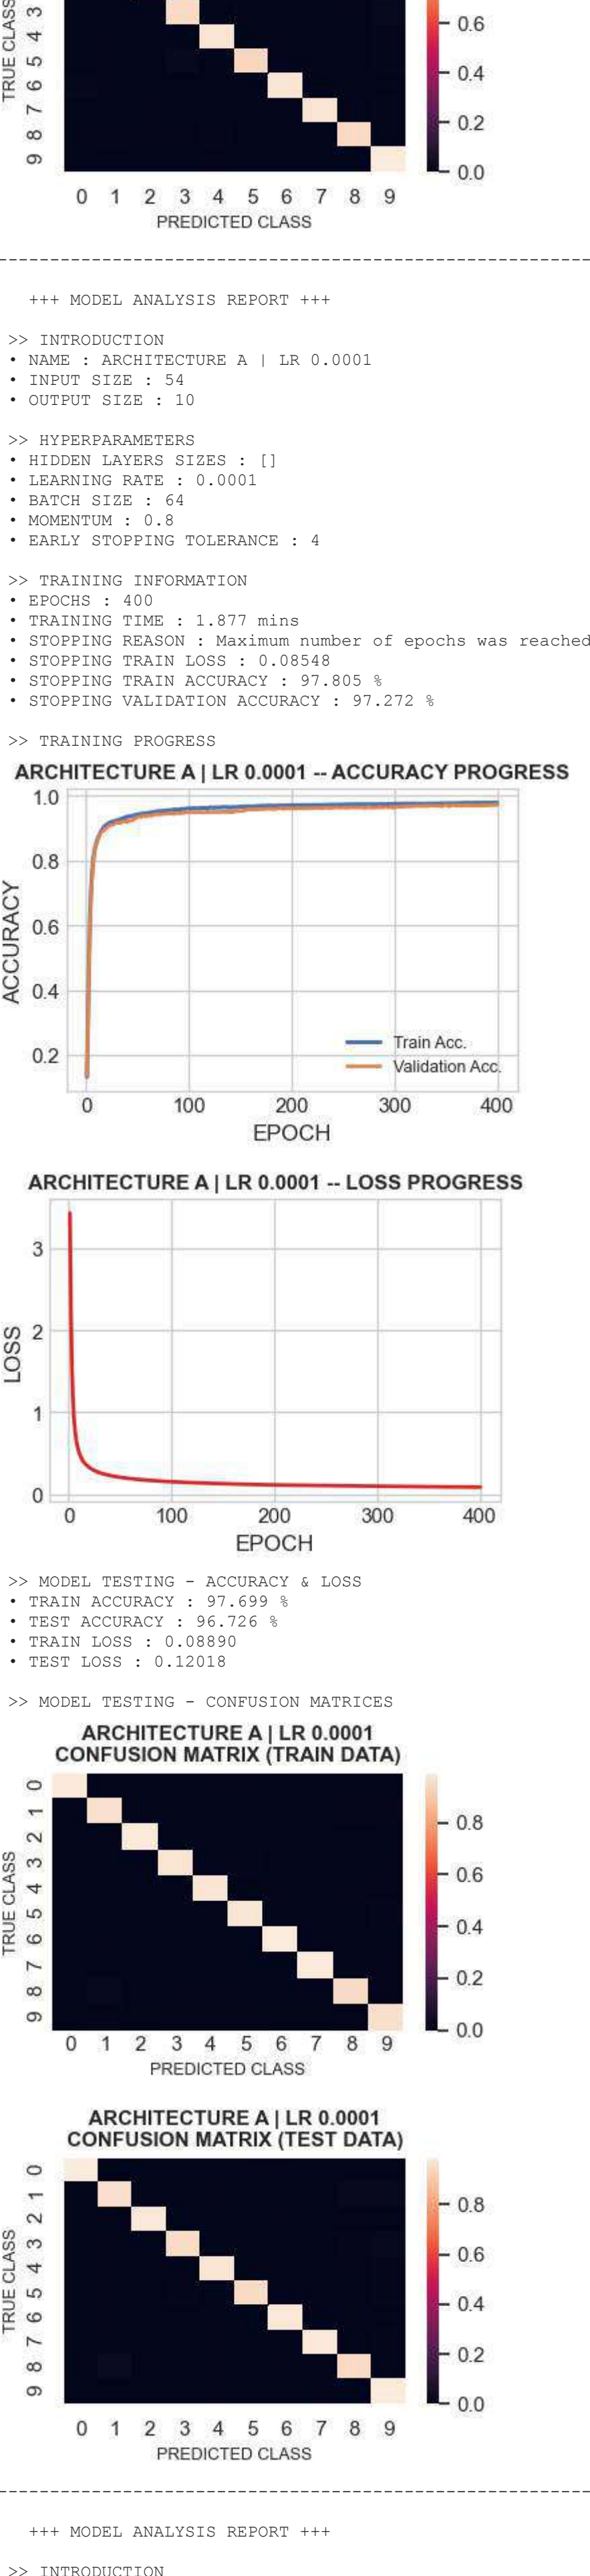 TRUE CLASS
3
4
5
6
7
8
9
0.6
0.4
0.2
0.0
0 1 2 3 4 5 6 7 8 9
PREDICTED CLASS
--------------------------------------------------------
+++ MODEL ANALYSIS REPORT +++
>> INTRODUCTION
• NAME : ARCHITECTURE A | LR 0.0001
• INPUT SIZE : 54
• OUTPUT SIZE : 10
>> HYPERPARAMETERS
• HIDDEN LAYERS SIZES : []
• LEARNING RATE : 0.0001
• BATCH SIZE : 64
• MOMENTUM : 0.8
• EARLY STOPPING TOLERANCE : 4
>> TRAINING INFORMATION
• EPOCHS : 400
• TRAINING TIME : 1.877 mins
• STOPPING REASON : Maximum number of epochs was reached
• STOPPING TRAIN LOSS : 0.08548
• STOPPING TRAIN ACCURACY : 97.805 %
• STOPPING VALIDATION ACCURACY : 97.272 %
>> TRAINING PROGRESS
ARCHITECTURE A | LR 0.0001 -- ACCURACY PROGRESS
ACCURACY
1.0
0.8
0.6
0.4
0.2
Train Acc.
Validation Acc.
0 100 200 300 400
EPOCH
ARCHITECTURE A | LR 0.0001 -- LOSS PROGRESS
LOSS
3
2
1
0
0 100 200 300 400
EPOCH
>> MODEL TESTING - ACCURACY & LOSS
• TRAIN ACCURACY : 97.699 %
• TEST ACCURACY : 96.726 %
• TRAIN LOSS : 0.08890
• TEST LOSS : 0.12018
>> MODEL TESTING - CONFUSION MATRICES
ARCHITECTURE A | LR 0.0001
CONFUSION MATRIX (TRAIN DATA)
TRUE CLASS
0
1
2
3
4
5
6
7
8
9
0.8
0.6
0.4
0.2
0.0
0 1 2 3 4 5 6 7 8 9
PREDICTED CLASS
ARCHITECTURE A | LR 0.0001
CONFUSION MATRIX (TEST DATA)
TRUE CLASS
0
1
2
3
4
5
6
7
8
9
0.8
0.6
0.4
0.2
0.0
0 1 2 3 4 5 6 7 8 9
PREDICTED CLASS
--------------------------------------------------------
+++ MODEL ANALYSIS REPORT +++
>> INTRODUCTION